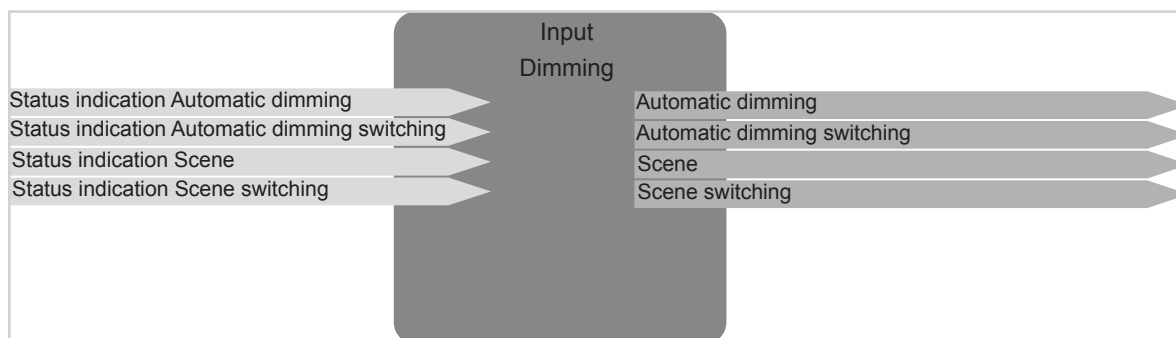 Input
Dimming
Status indication Automatic dimming
Status indication Automatic dimming switching
Status indication Scene
Status indication Scene switching
Automatic dimming
Automatic dimming switching
Scene
Scene switching